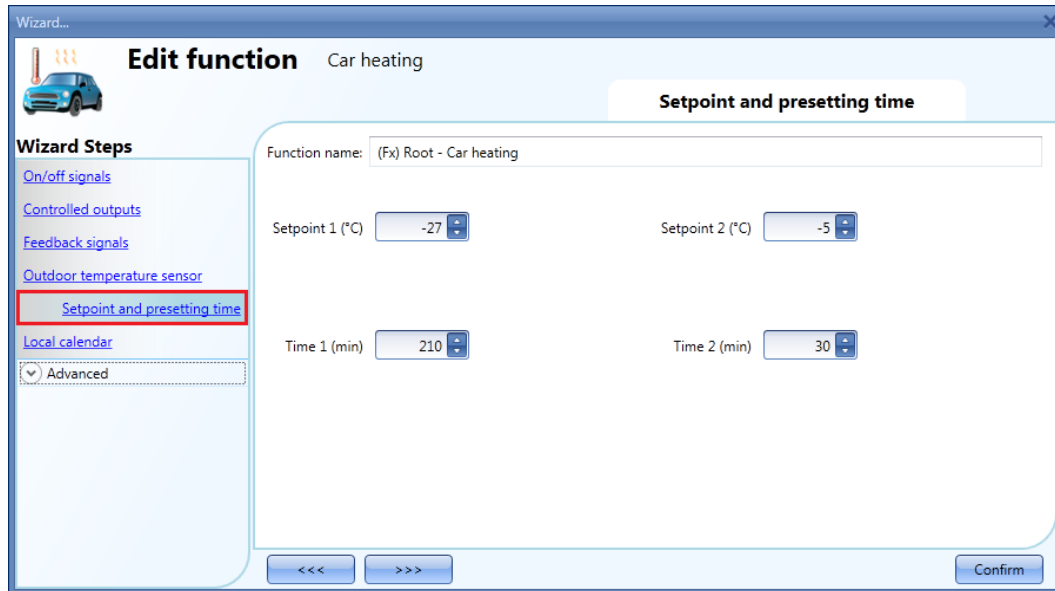 Wizard...
Edit function Car heating
Setpoint and presetting time
Wizard Steps
On/off signals
Controlled outputs
Feedback signals
Outdoor temperature sensor
Setpoint and presetting time
Local calendar
Advanced
Function name: (Fx) Root - Car heating
Setpoint 1 (°C) -27 Setpoint 2 (°C) -5
Time 1 (min) 210 Time 2 (min) 30
<<< >>> Confirm